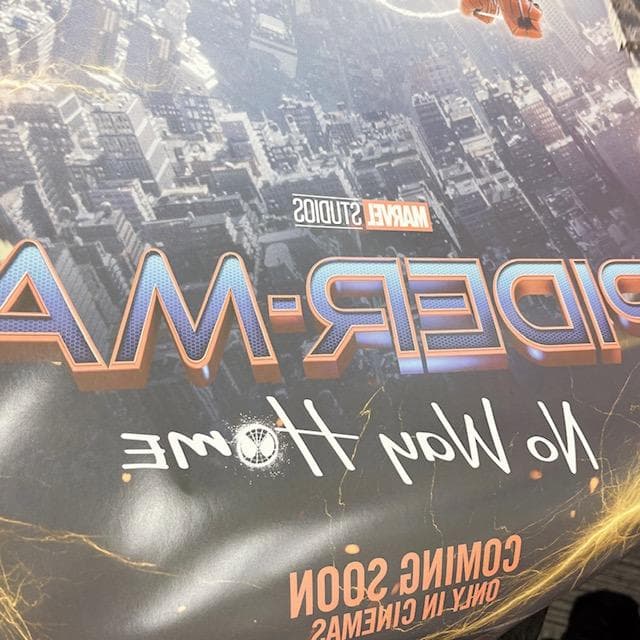 MARVEL STUDIOS
PIDER-MA
No Way Home
COMING SOON
ONLY IN CINEMAS